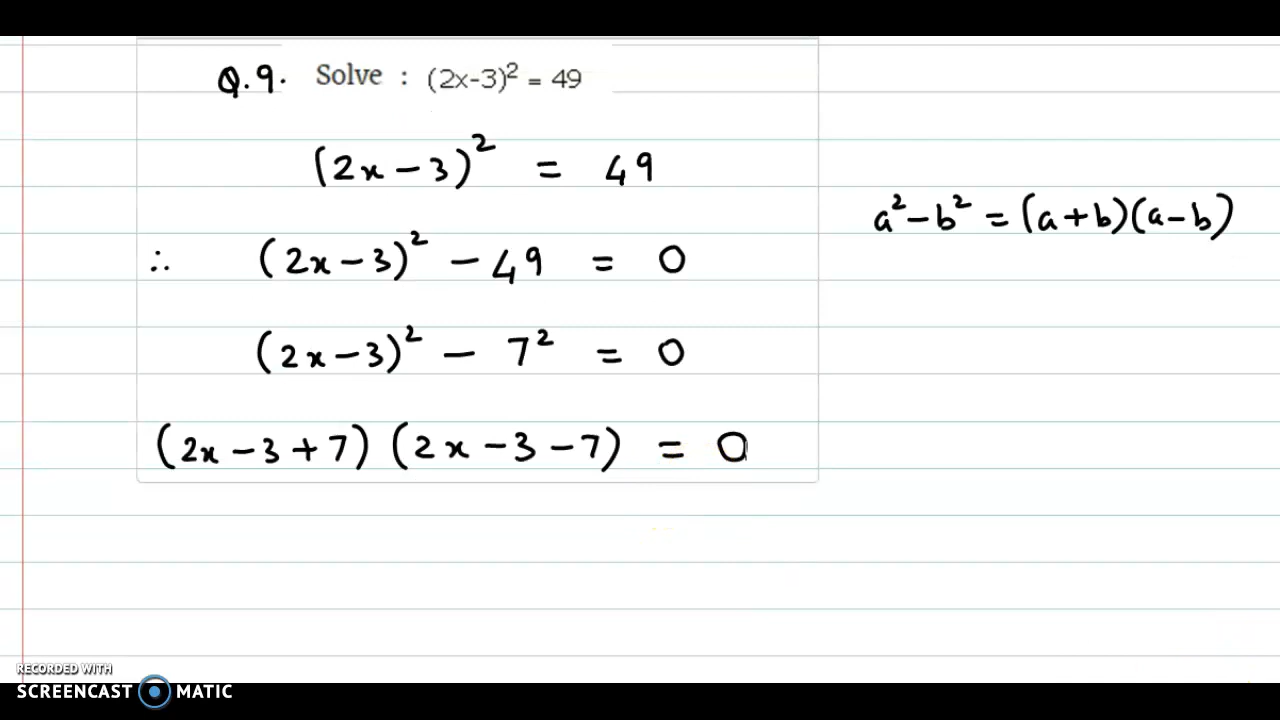 Q.9. Solve : (2x-3)² = 49
(2x-3)² = 49
a²-b² = (a+b)(a-b)
∴ (2x-3)² - 49 = 0
(2x-3)² - 7² = 0
(2x-3+7) (2x-3-7) = 0
RECORDED WITH
SCREENCAST MATIC